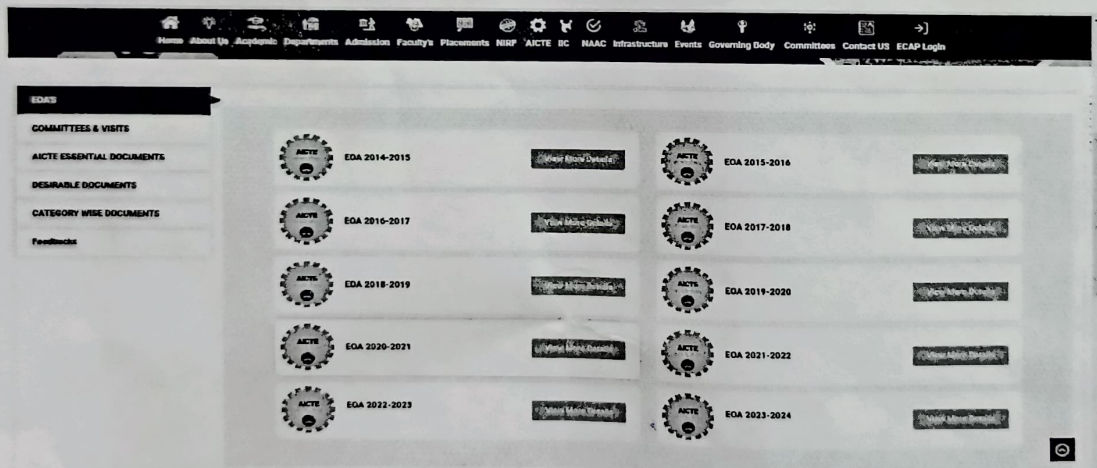 Home About Us Academic Departments Admission Faculty's Placements NIRF AICTE IIC NAAC Infrastructure Events Governing Body Committees Contact US ECAP Login
EOA'S
COMMITTEES & VISITS
AICTE ESSENTIAL DOCUMENTS
DESIRABLE DOCUMENTS
CATEGORY WISE DOCUMENTS
Feedbacks
AICTE EOA 2014-2015 View More Details
AICTE EOA 2015-2016 View More Details
AICTE EOA 2016-2017 View More Details
AICTE EOA 2017-2018 View More Details
AICTE EOA 2018-2019 View More Details
AICTE EOA 2019-2020 View More Details
AICTE EOA 2020-2021 View More Details
AICTE EOA 2021-2022 View More Details
AICTE EOA 2022-2023 View More Details
AICTE EOA 2023-2024 View More Details